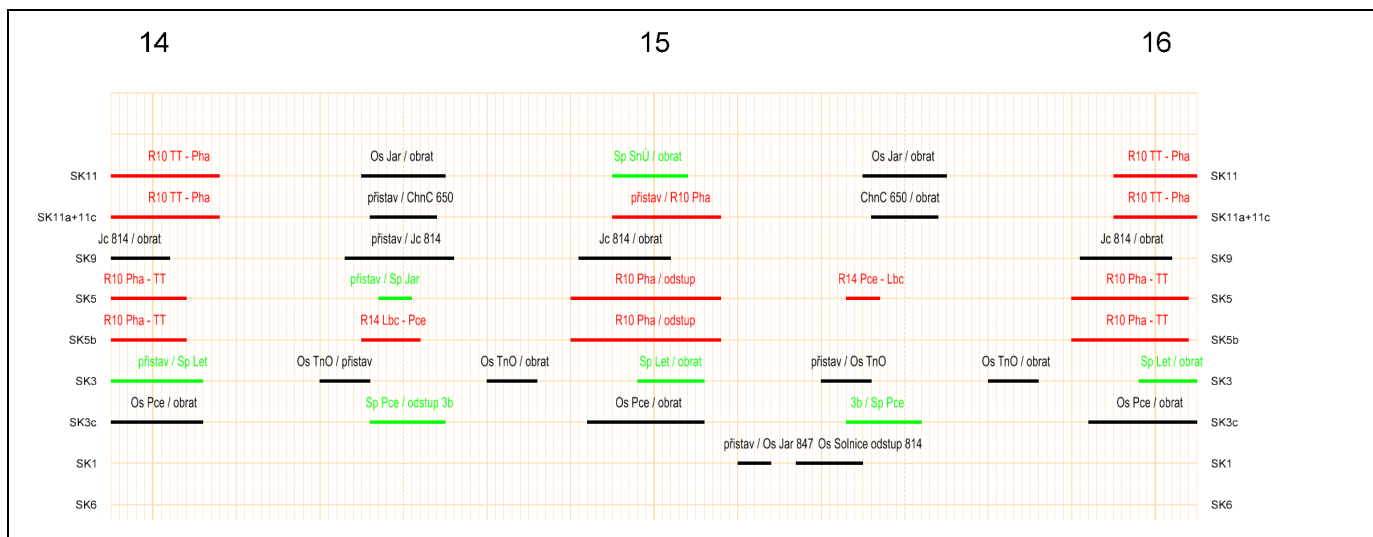 14 15 16
R10 TT - Pha Os Jar / obrat Sp SnÚ / obrat Os Jar / obrat R10 TT - Pha
SK11 SK11
R10 TT - Pha přistav / ChnC 650 přistav / R10 Pha ChnC 650 / obrat R10 TT - Pha
SK11a+11c SK11a+11c
Jc 814 / obrat přistav / Jc 814 Jc 814 / obrat Jc 814 / obrat
SK9 SK9
R10 Pha - TT přistav / Sp Jar R10 Pha / odstup R14 Pce - Lbc R10 Pha - TT
SK5 SK5
R10 Pha - TT R14 Lbc - Pce R10 Pha / odstup R10 Pha - TT
SK5b SK5b
přistav / Sp Let Os TnO / přistav Os TnO / obrat Sp Let / obrat přistav / Os TnO Os TnO / obrat Sp Let / obrat
SK3 SK3
Os Pce / obrat Sp Pce / odstup 3b Os Pce / obrat 3b / Sp Pce Os Pce / obrat
SK3c SK3c
přistav / Os Jar 847 Os Solnice odstup 814
SK1 SK1
SK6 SK6